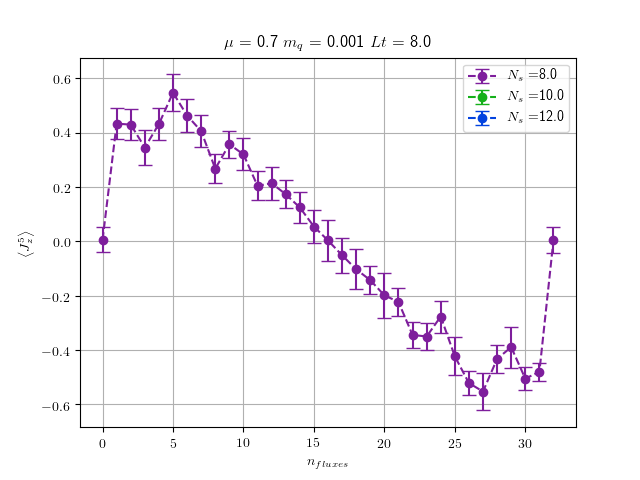 μ = 0.7 m_q = 0.001 Lt = 8.0
N_s =8.0
N_s =10.0
N_s =12.0
⟨J_z^5⟩
0.6
0.4
0.2
0.0
−0.2
−0.4
−0.6
0 5 10 15 20 25 30
n_{fluxes}